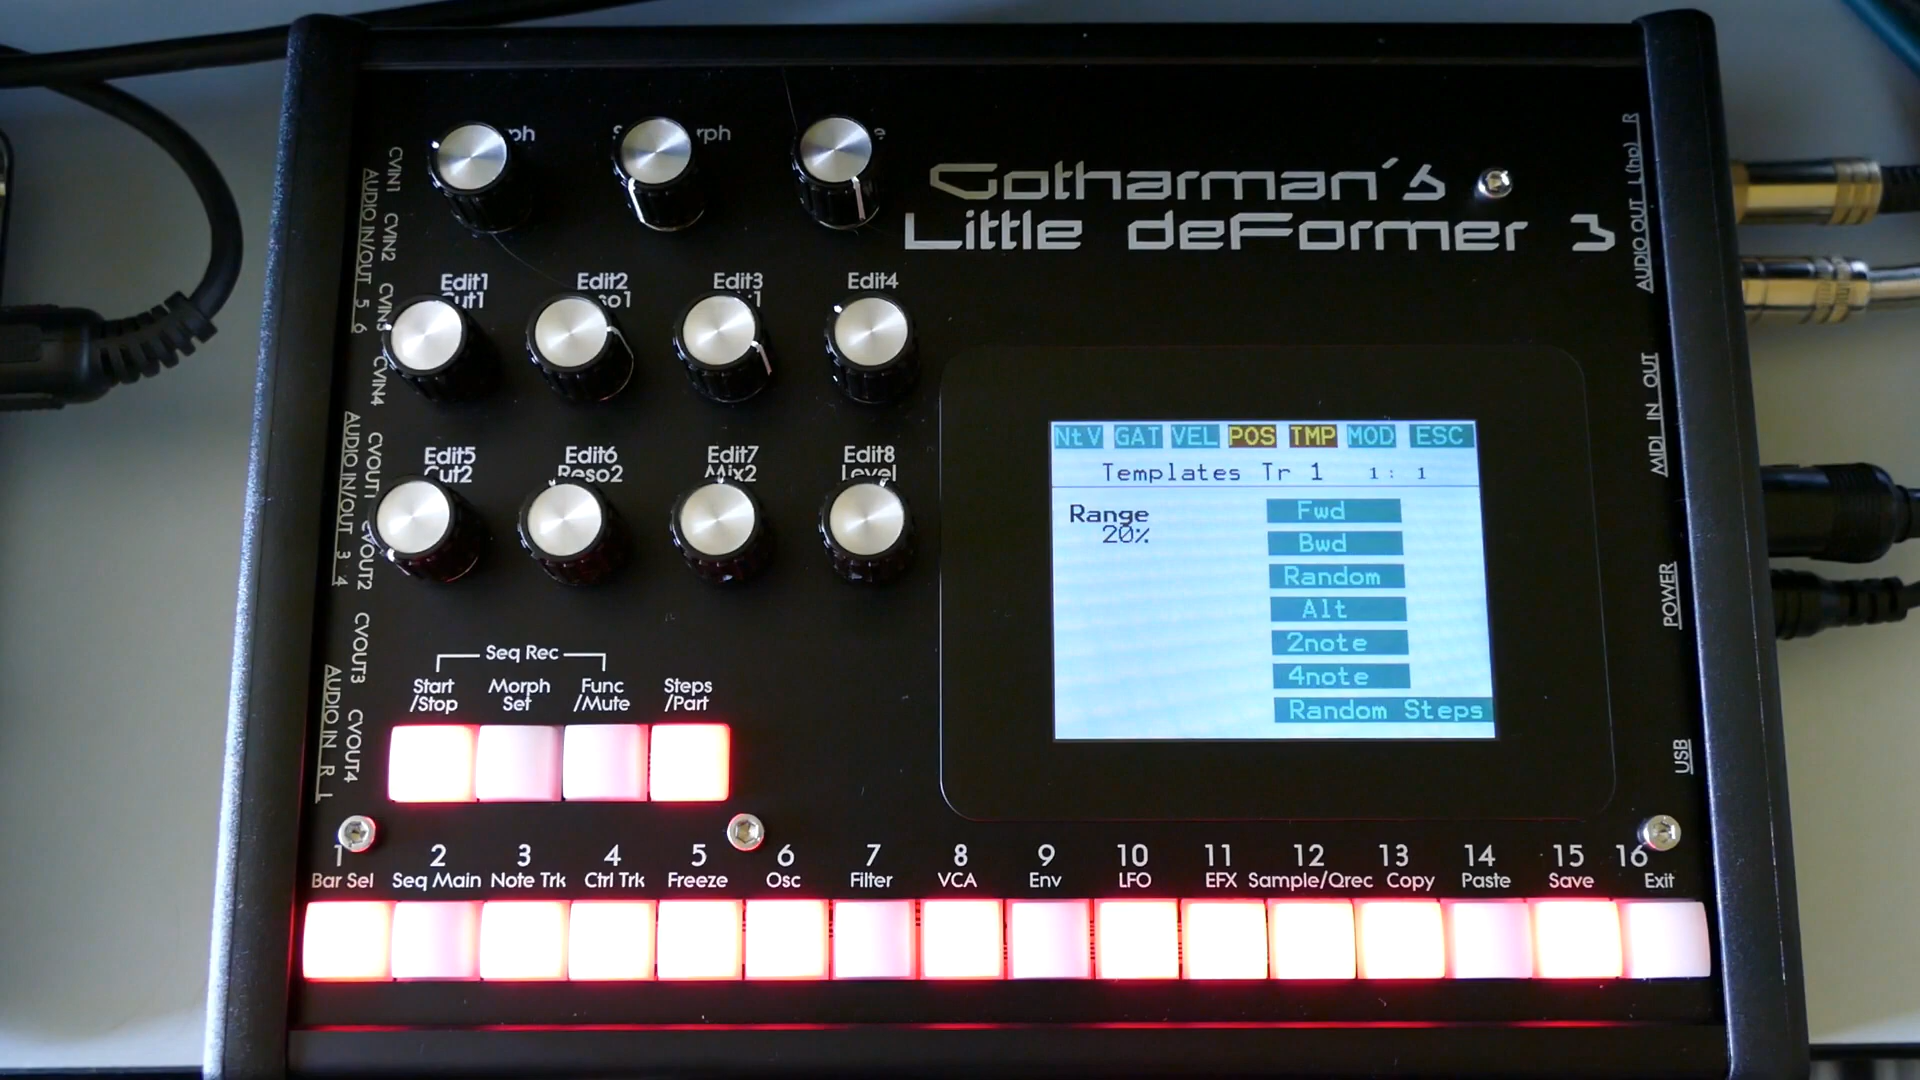 Gotharman´s
Little deFormer 3
Edit1
Edit2
Edit3
Edit4
Edit5
Cut2
Edit6
Reso2
Edit7
Mix2
Edit8
Level
Seq Rec
Start
/Stop
Morph
Set
Func
/Mute
Steps
/Part
NtV GAT VEL POS TMP MOD ESC
Templates Tr 1 1: 1
Range
20%
Fwd
Bwd
Random
Alt
2note
4note
Random Steps
1 2 3 4 5 6 7 8 9 10 11 12 13 14 15 16
Bar Sel Seq Main Note Trk Ctrl Trk Freeze Osc Filter VCA Env LFO EFX Sample/Qrec Copy Paste Save Exit
CVIN1 CVIN2 CVIN3 CVIN4
AUDIO IN/OUT 5 6
CVOUT1 CVOUT2 CVOUT3 CVOUT4
AUDIO IN/OUT 3 4
AUDIO IN R L
AUDIO OUT L(hp) R
MIDI IN OUT
POWER
USB